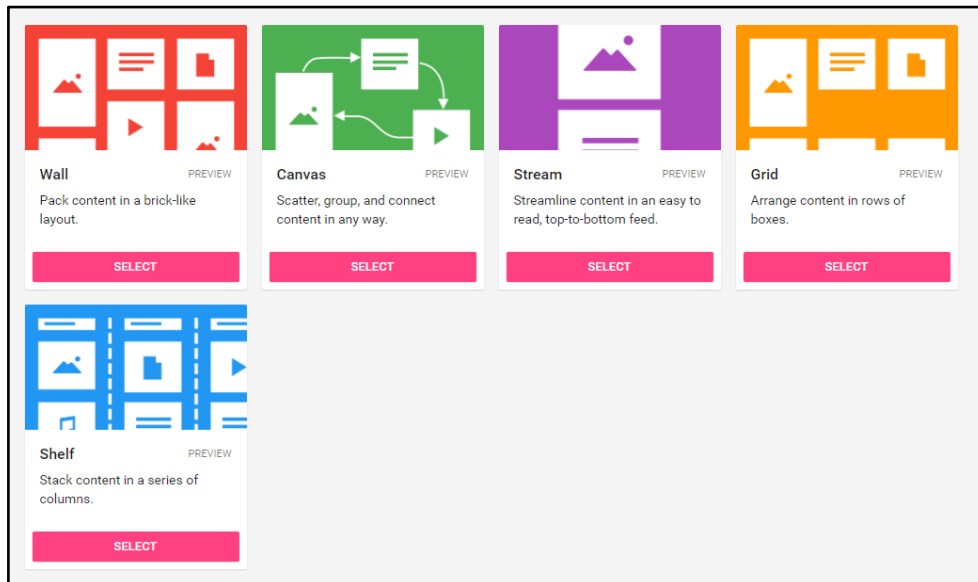 Wall PREVIEW
Pack content in a brick-like
layout.
SELECT
Canvas PREVIEW
Scatter, group, and connect
content in any way.
SELECT
Stream PREVIEW
Streamline content in an easy to
read, top-to-bottom feed.
SELECT
Grid PREVIEW
Arrange content in rows of
boxes.
SELECT
Shelf PREVIEW
Stack content in a series of
columns.
SELECT